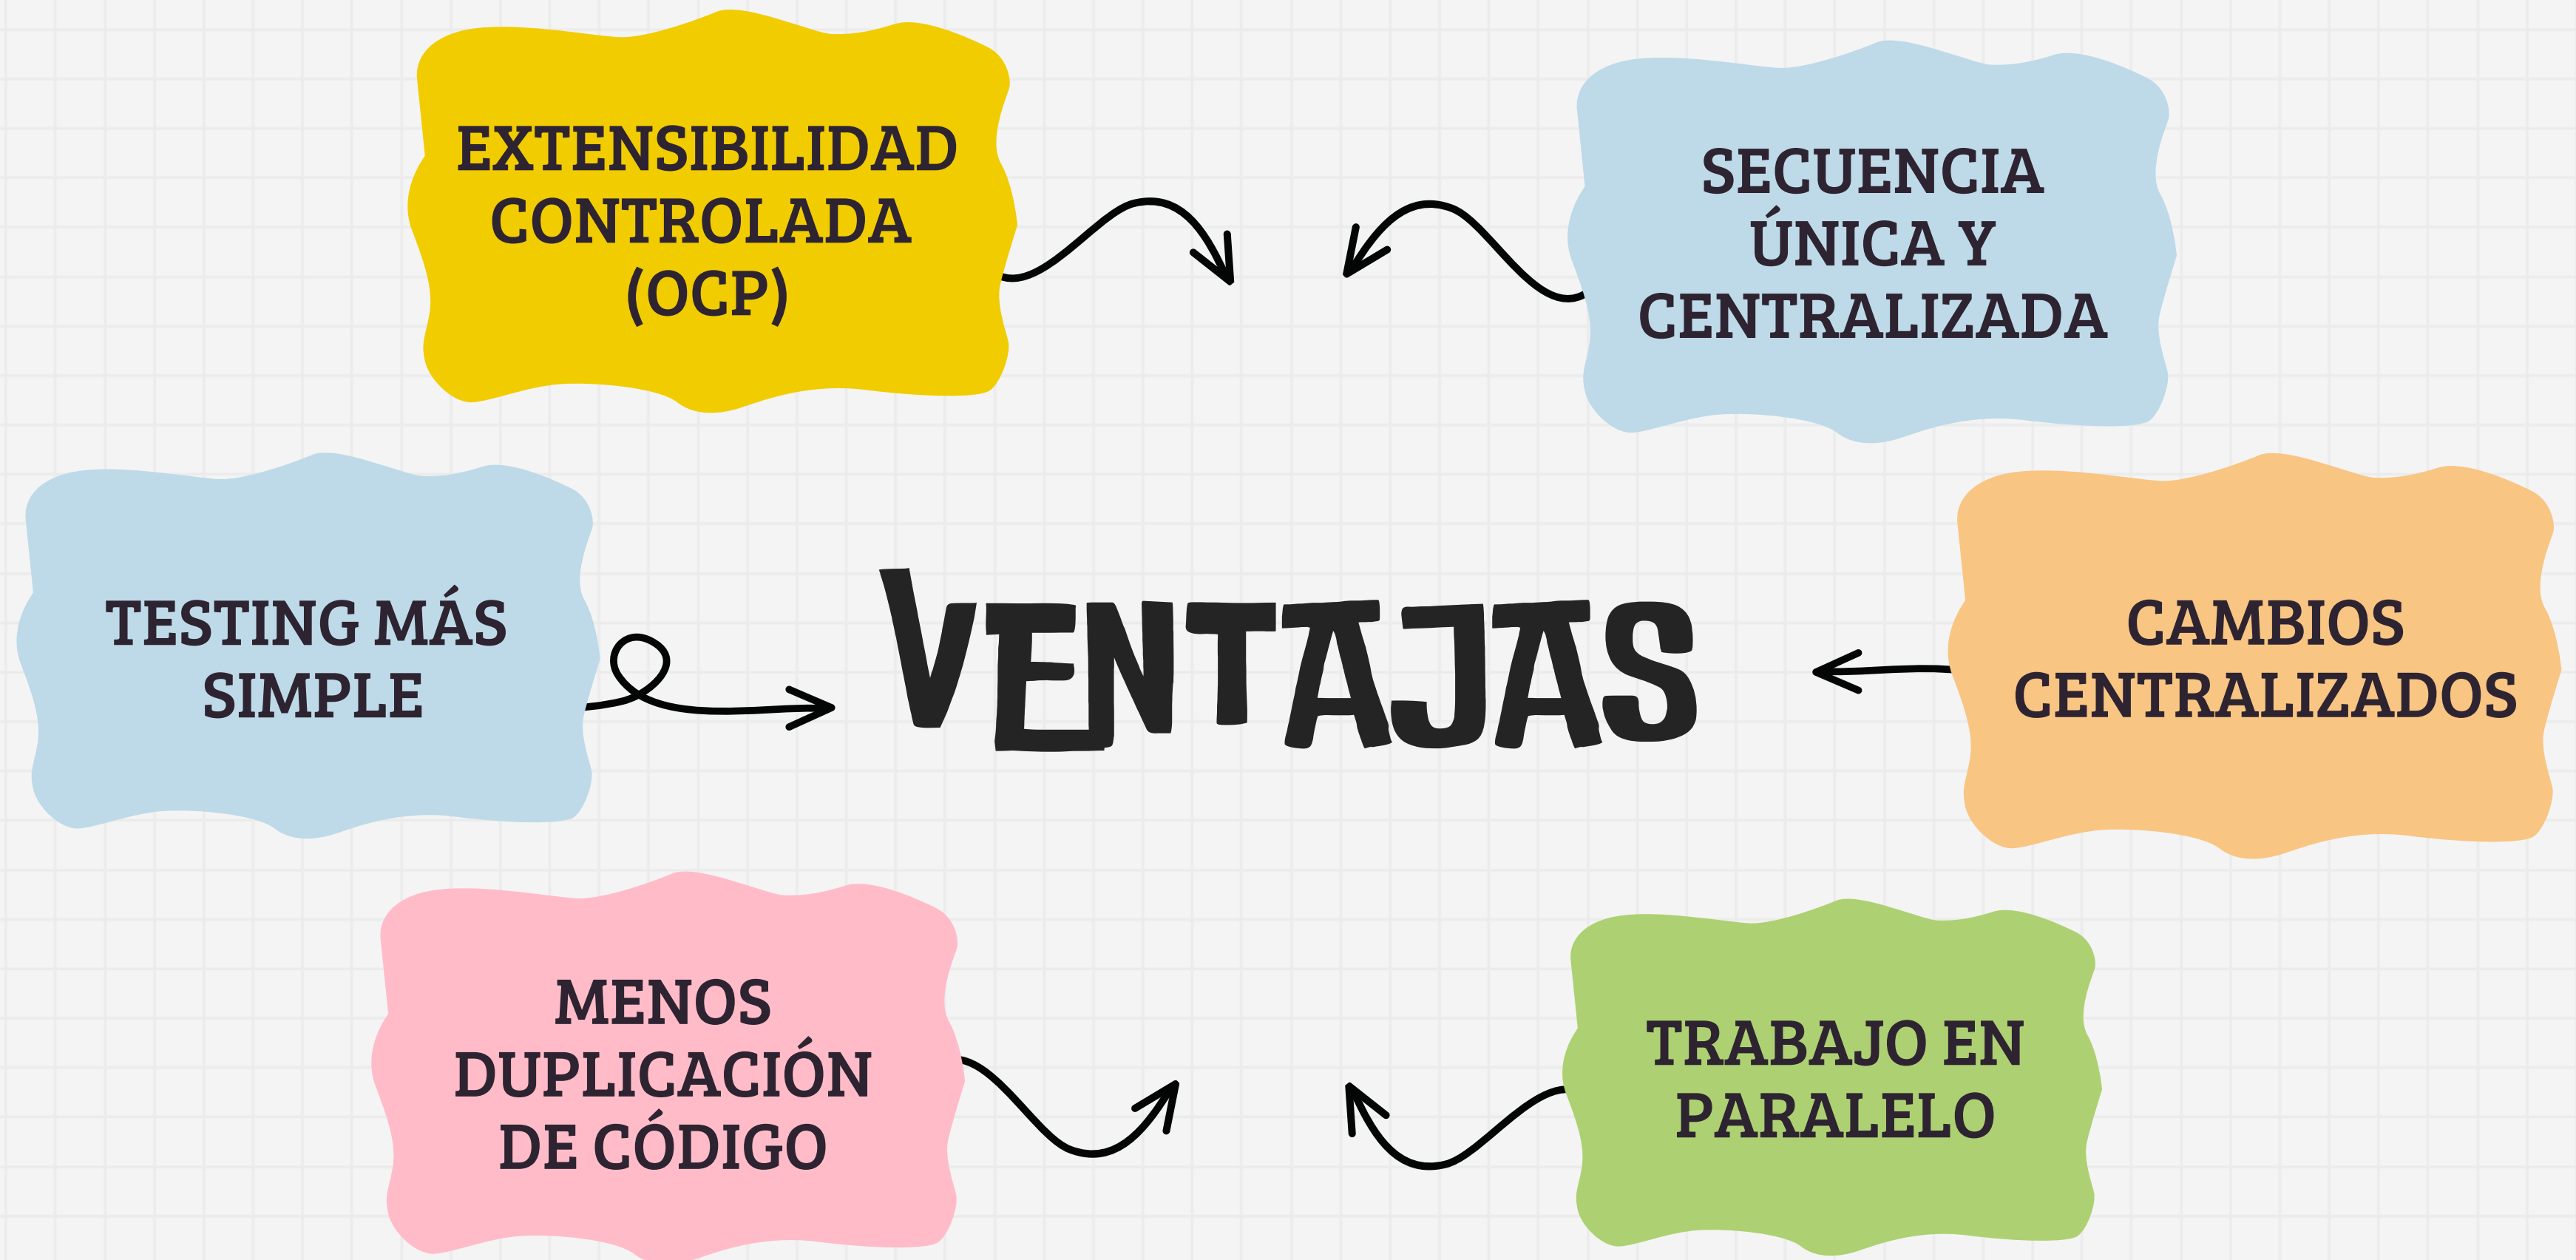 EXTENSIBILIDAD
CONTROLADA
(OCP)
SECUENCIA
ÚNICA Y
CENTRALIZADA
TESTING MÁS
SIMPLE
VENTAJAS
CAMBIOS
CENTRALIZADOS
MENOS
DUPLICACIÓN
DE CÓDIGO
TRABAJO EN
PARALELO